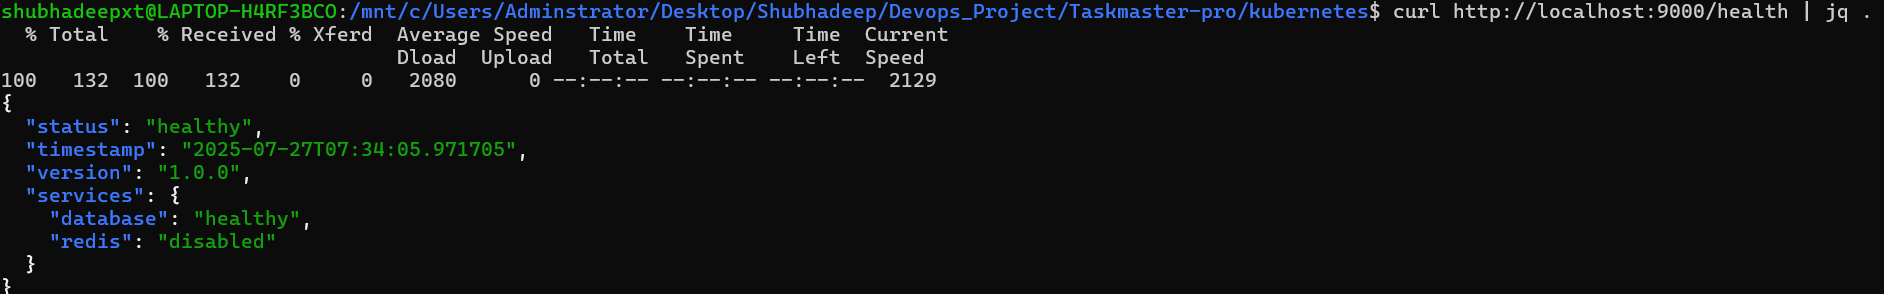 shubhadeepxt@LAPTOP-H4RF3BCO:/mnt/c/Users/Adminstrator/Desktop/Shubhadeep/Devops_Project/Taskmaster-pro/kubernetes$ curl http://localhost:9000/health | jq .
  % Total    % Received % Xferd  Average Speed   Time    Time     Time  Current
                                 Dload  Upload   Total   Spent    Left  Speed
100   132  100   132    0     0   2080      0 --:--:-- --:--:-- --:--:--  2129
{
  "status": "healthy",
  "timestamp": "2025-07-27T07:34:05.971705",
  "version": "1.0.0",
  "services": {
    "database": "healthy",
    "redis": "disabled"
  }
}